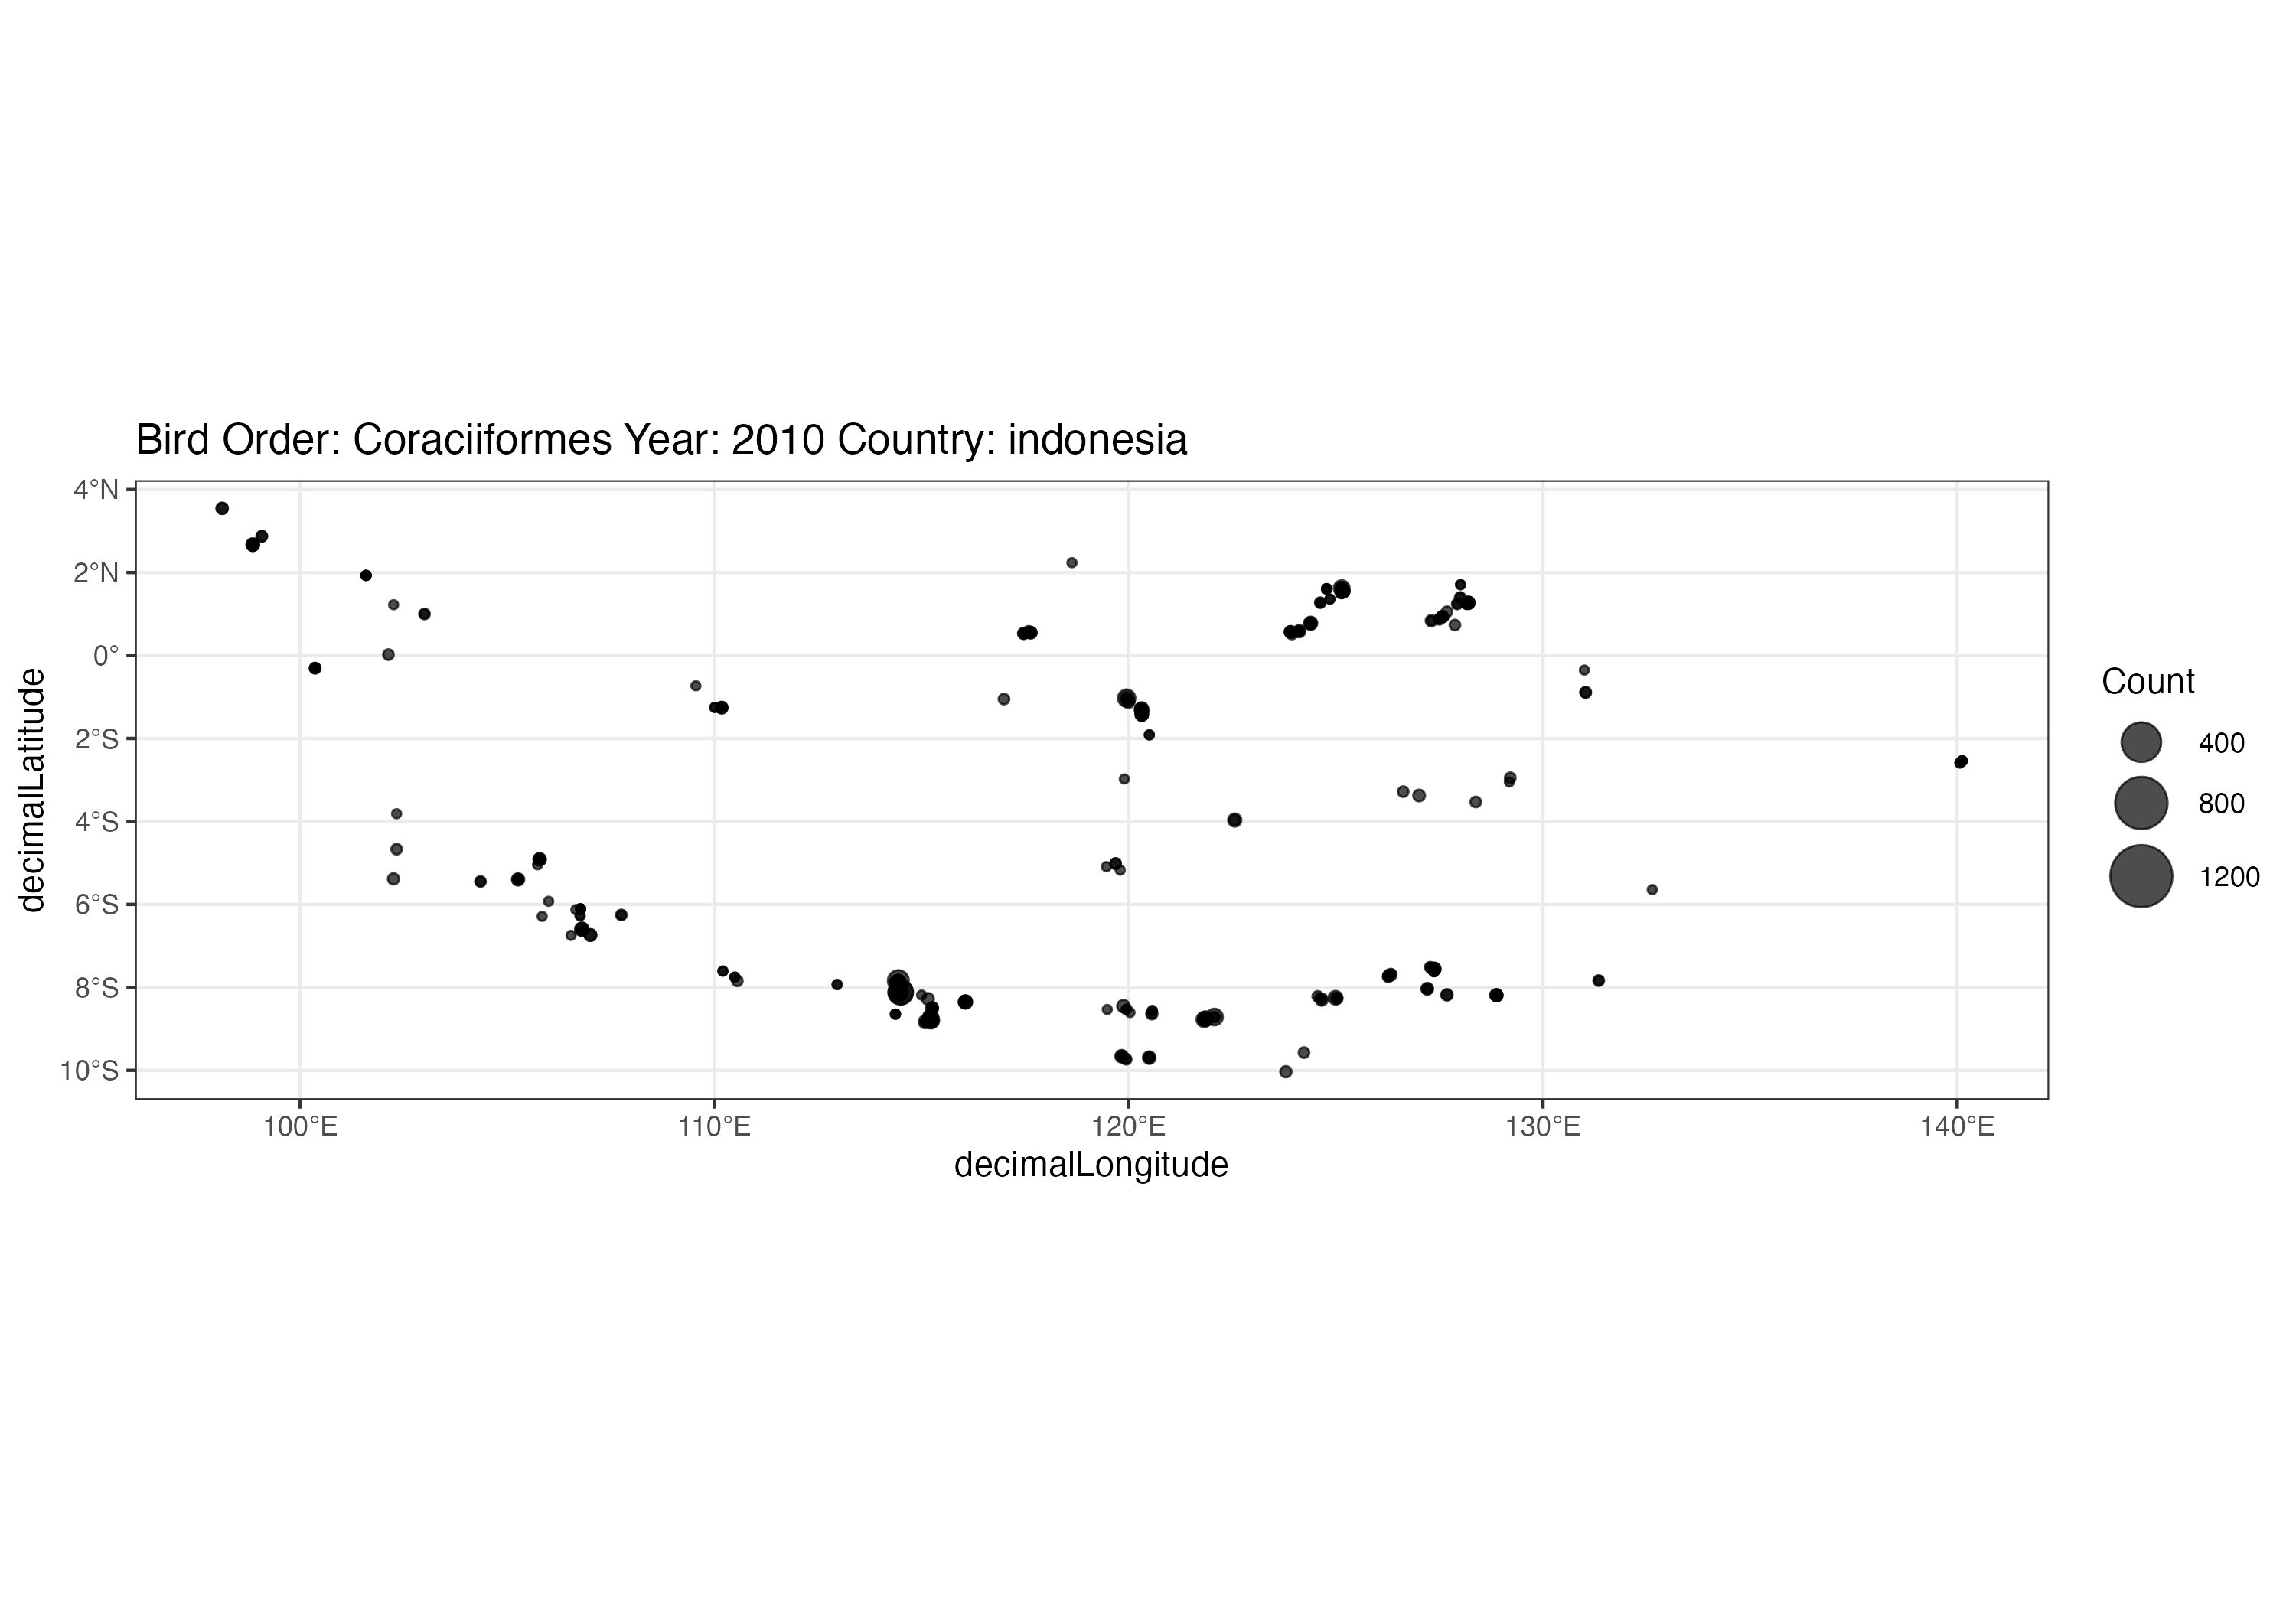 Bird Order: Coraciiformes Year: 2010 Country: indonesia
4°N
2°N
0°
2°S
4°S
6°S
8°S
10°S
decimalLatitude
100°E
110°E
120°E
130°E
140°E
decimalLongitude
Count
400
800
1200